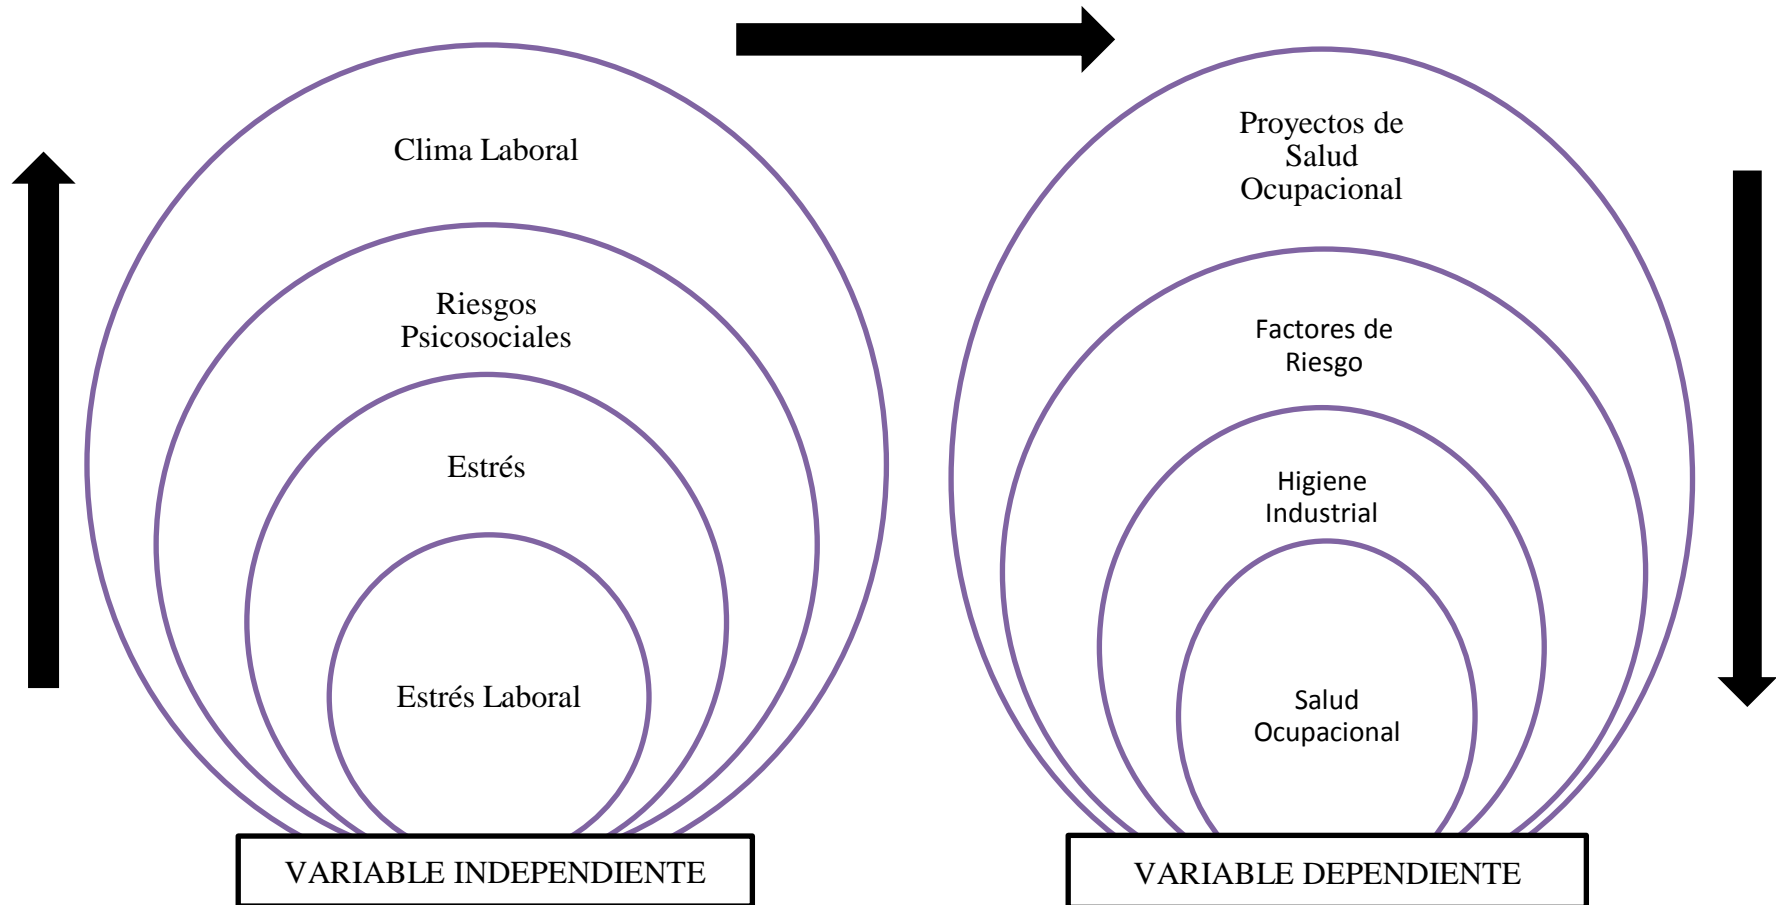 Clima Laboral
Riesgos
Psicosociales
Estrés
Estrés Laboral
VARIABLE INDEPENDIENTE
Proyectos de
Salud
Ocupacional
Factores de
Riesgo
Higiene
Industrial
Salud
Ocupacional
VARIABLE DEPENDIENTE